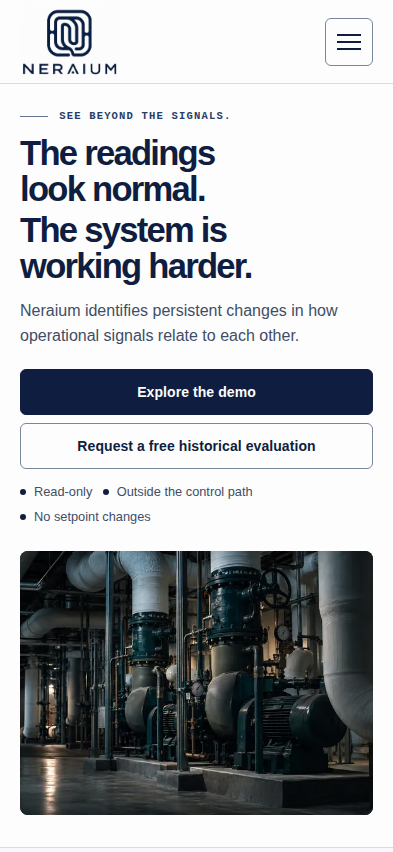 NERAIUM
SEE BEYOND THE SIGNALS.
The readings
look normal.
The system is
working harder.
Neraium identifies persistent changes in how
operational signals relate to each other.
Explore the demo
Request a free historical evaluation
Read-only
Outside the control path
No setpoint changes